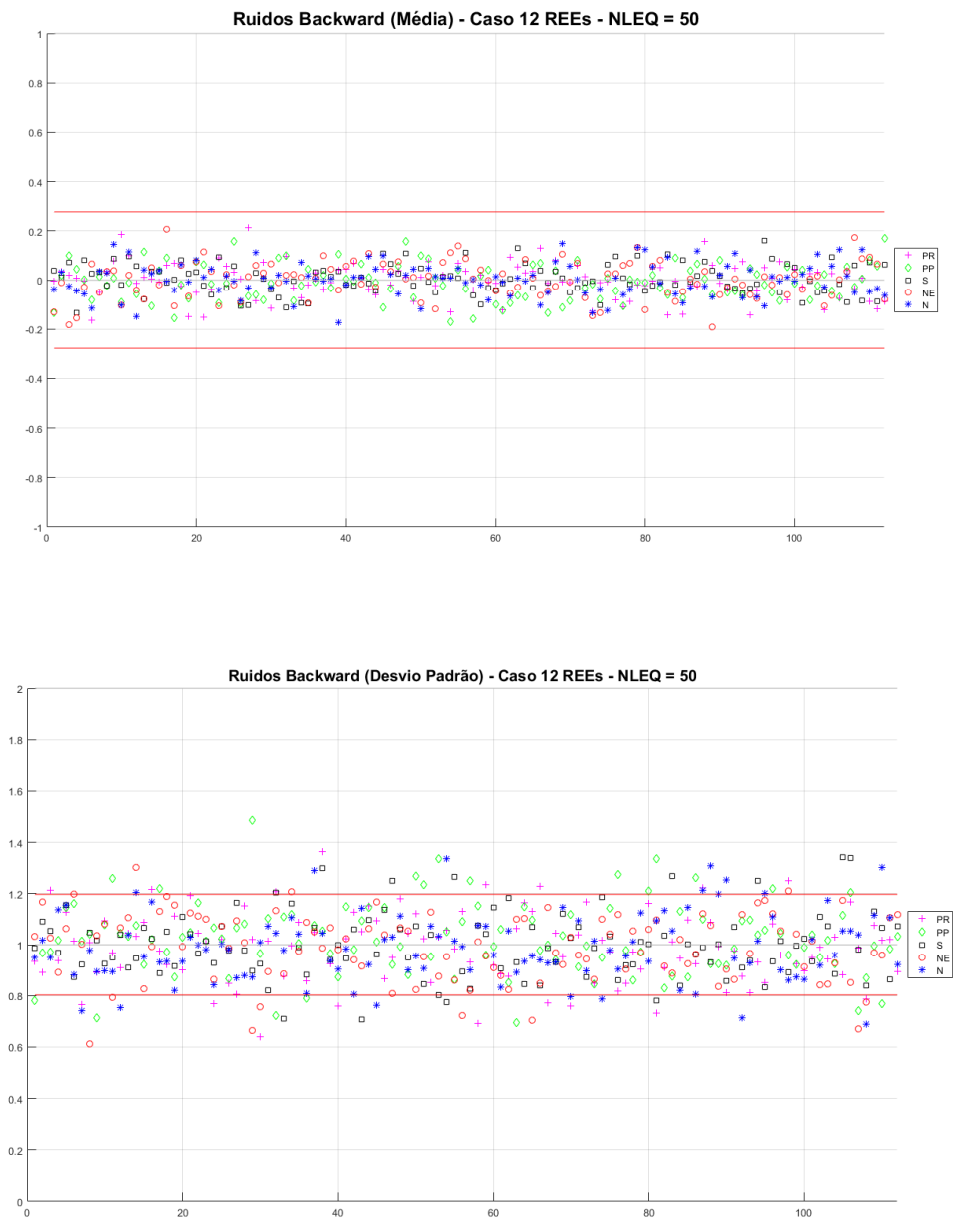 Ruidos Backward (Média) - Caso 12 REEs - NLEQ = 50
1
0.8
0.6
0.4
0.2
0
-0.2
-0.4
-0.6
-0.8
-1
0 20 40 60 80 100
PR
PP
S
NE
N
Ruidos Backward (Desvio Padrão) - Caso 12 REEs - NLEQ = 50
2
1.8
1.6
1.4
1.2
1
0.8
0.6
0.4
0.2
0
0 20 40 60 80 100
PR
PP
S
NE
N